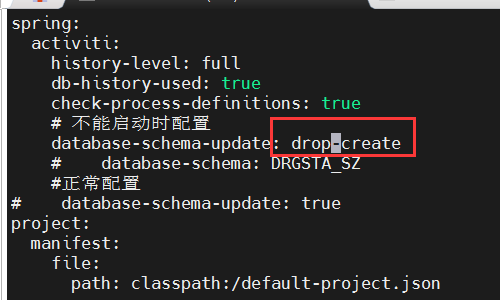 spring:
  activiti:
    history-level: full
    db-history-used: true
    check-process-definitions: true
    # 不能启动时配置
    database-schema-update: drop-create
    #    database-schema: DRGSTA_SZ
    #正常配置
#    database-schema-update: true
project:
  manifest:
    file:
      path: classpath:/default-project.json